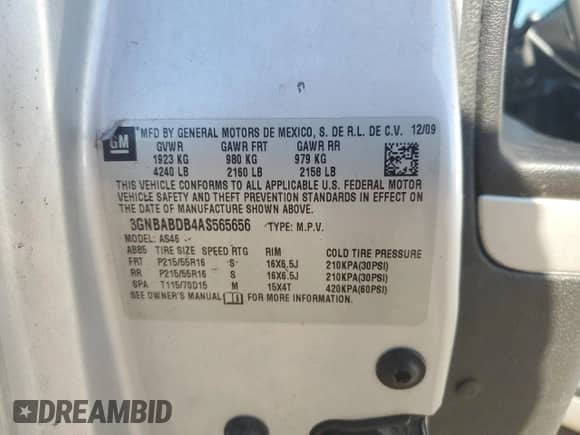 GM
MFD BY GENERAL MOTORS DE MEXICO, S. DE R.L. DE C.V. 12/09
GVWR GAWR FRT GAWR RR
1923 KG 980 KG 979 KG
4240 LB 2160 LB 2158 LB
THIS VEHICLE CONFORMS TO ALL APPLICABLE U.S. FEDERAL MOTOR
VEHICLE SAFETY AND THEFT PREVENTION STANDARDS IN EFFECT ON
THE DATE OF MANUFACTURE SHOWN ABOVE.
3GNBABDB4AS565656 TYPE: M.P.V.
MODEL: AS46
ABB5 TIRE SIZE SPEED RTG RIM COLD TIRE PRESSURE
FRT P215/55R16 S 16X6.5J 210KPA(30PSI)
RR P215/55R16 S 16X6.5J 210KPA(30PSI)
SPA T115/70D15 M 15X4T 420KPA(60PSI)
SEE OWNER'S MANUAL FOR MORE INFORMATION.
DREAMBID